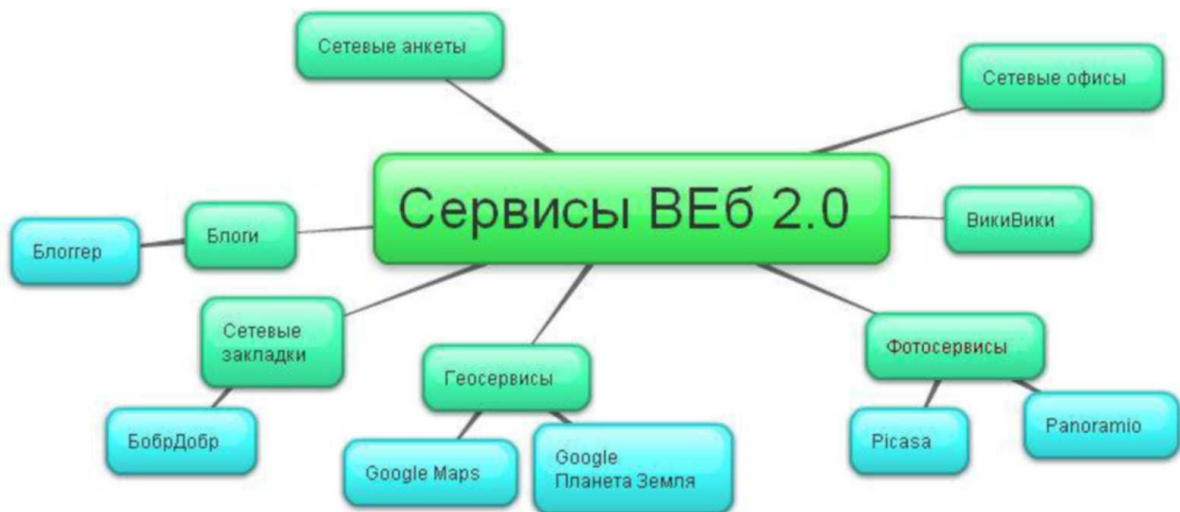 Сетевые анкеты
Сетевые офисы
Сервисы ВЕб 2.0
ВикиВики
Блоги
Блоггер
Сетевые
закладки
Геосервисы
Фотосервисы
БобрДобр
Google Maps
Google
Планета Земля
Picasa
Panoramio